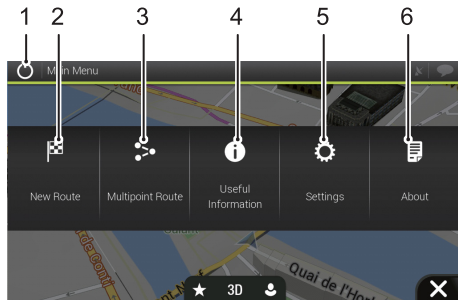 1 2 3 4 5 6
Main Menu
New Route
Multipoint Route
Useful
Information
Settings
About
3D
Quai de l'Ho